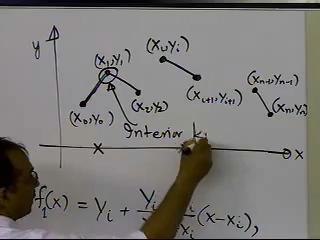 y
(x₁,y₁)
(xᵢ,yᵢ)
(xₙ₋₁,yₙ₋₁)
(x₂,y₂)
(xᵢ₊₁,yᵢ₊₁)
(x₀,y₀)
(xₙ,yₙ)
Interior
x
f₁(x) = yᵢ + (x-xᵢ),